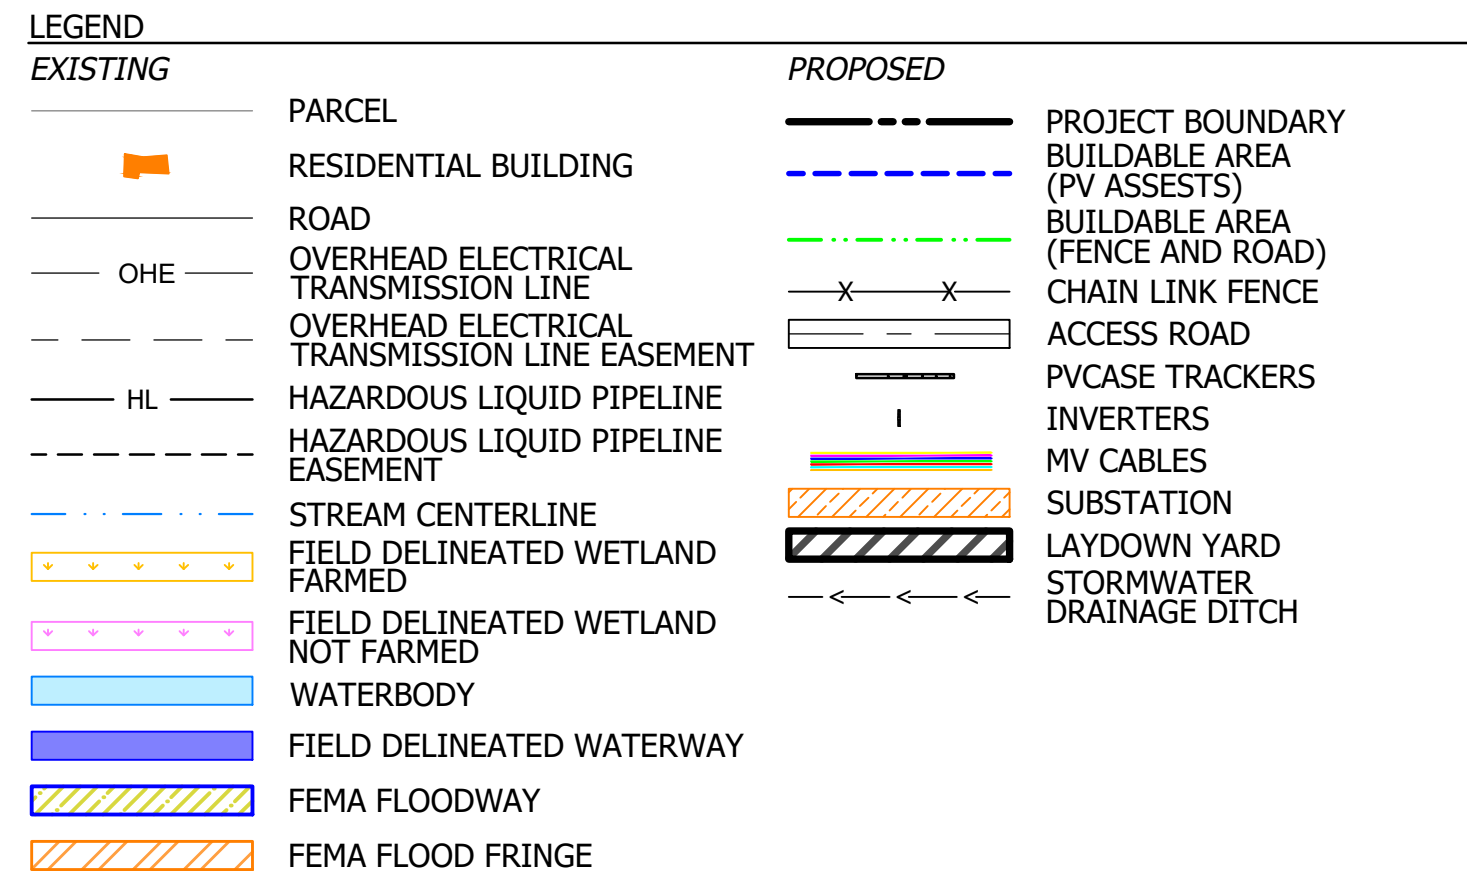 LEGEND
EXISTING
PARCEL
RESIDENTIAL BUILDING
ROAD
OHE
OVERHEAD ELECTRICAL
TRANSMISSION LINE
OVERHEAD ELECTRICAL
TRANSMISSION LINE EASEMENT
HL
HAZARDOUS LIQUID PIPELINE
HAZARDOUS LIQUID PIPELINE
EASEMENT
STREAM CENTERLINE
FIELD DELINEATED WETLAND
FARMED
FIELD DELINEATED WETLAND
NOT FARMED
WATERBODY
FIELD DELINEATED WATERWAY
FEMA FLOODWAY
FEMA FLOOD FRINGE
PROPOSED
PROJECT BOUNDARY
BUILDABLE AREA
(PV ASSESTS)
BUILDABLE AREA
(FENCE AND ROAD)
X X
CHAIN LINK FENCE
ACCESS ROAD
PVCASE TRACKERS
INVERTERS
MV CABLES
SUBSTATION
LAYDOWN YARD
STORMWATER
DRAINAGE DITCH